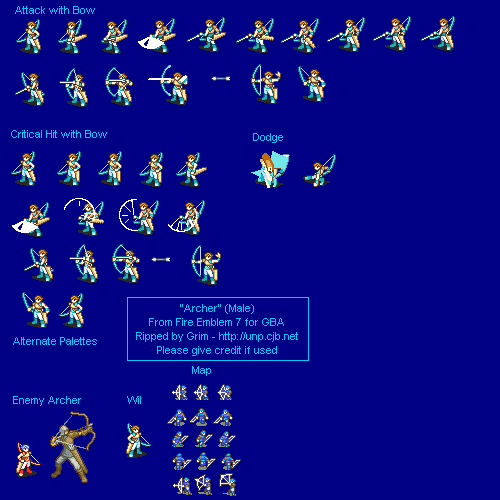 Attack with Bow
Critical Hit with Bow
Dodge
"Archer" (Male)
From Fire Emblem 7 for GBA
Ripped by Grim - http://unp.cjb.net
Please give credit if used
Alternate Palettes
Map
Enemy Archer
Wil